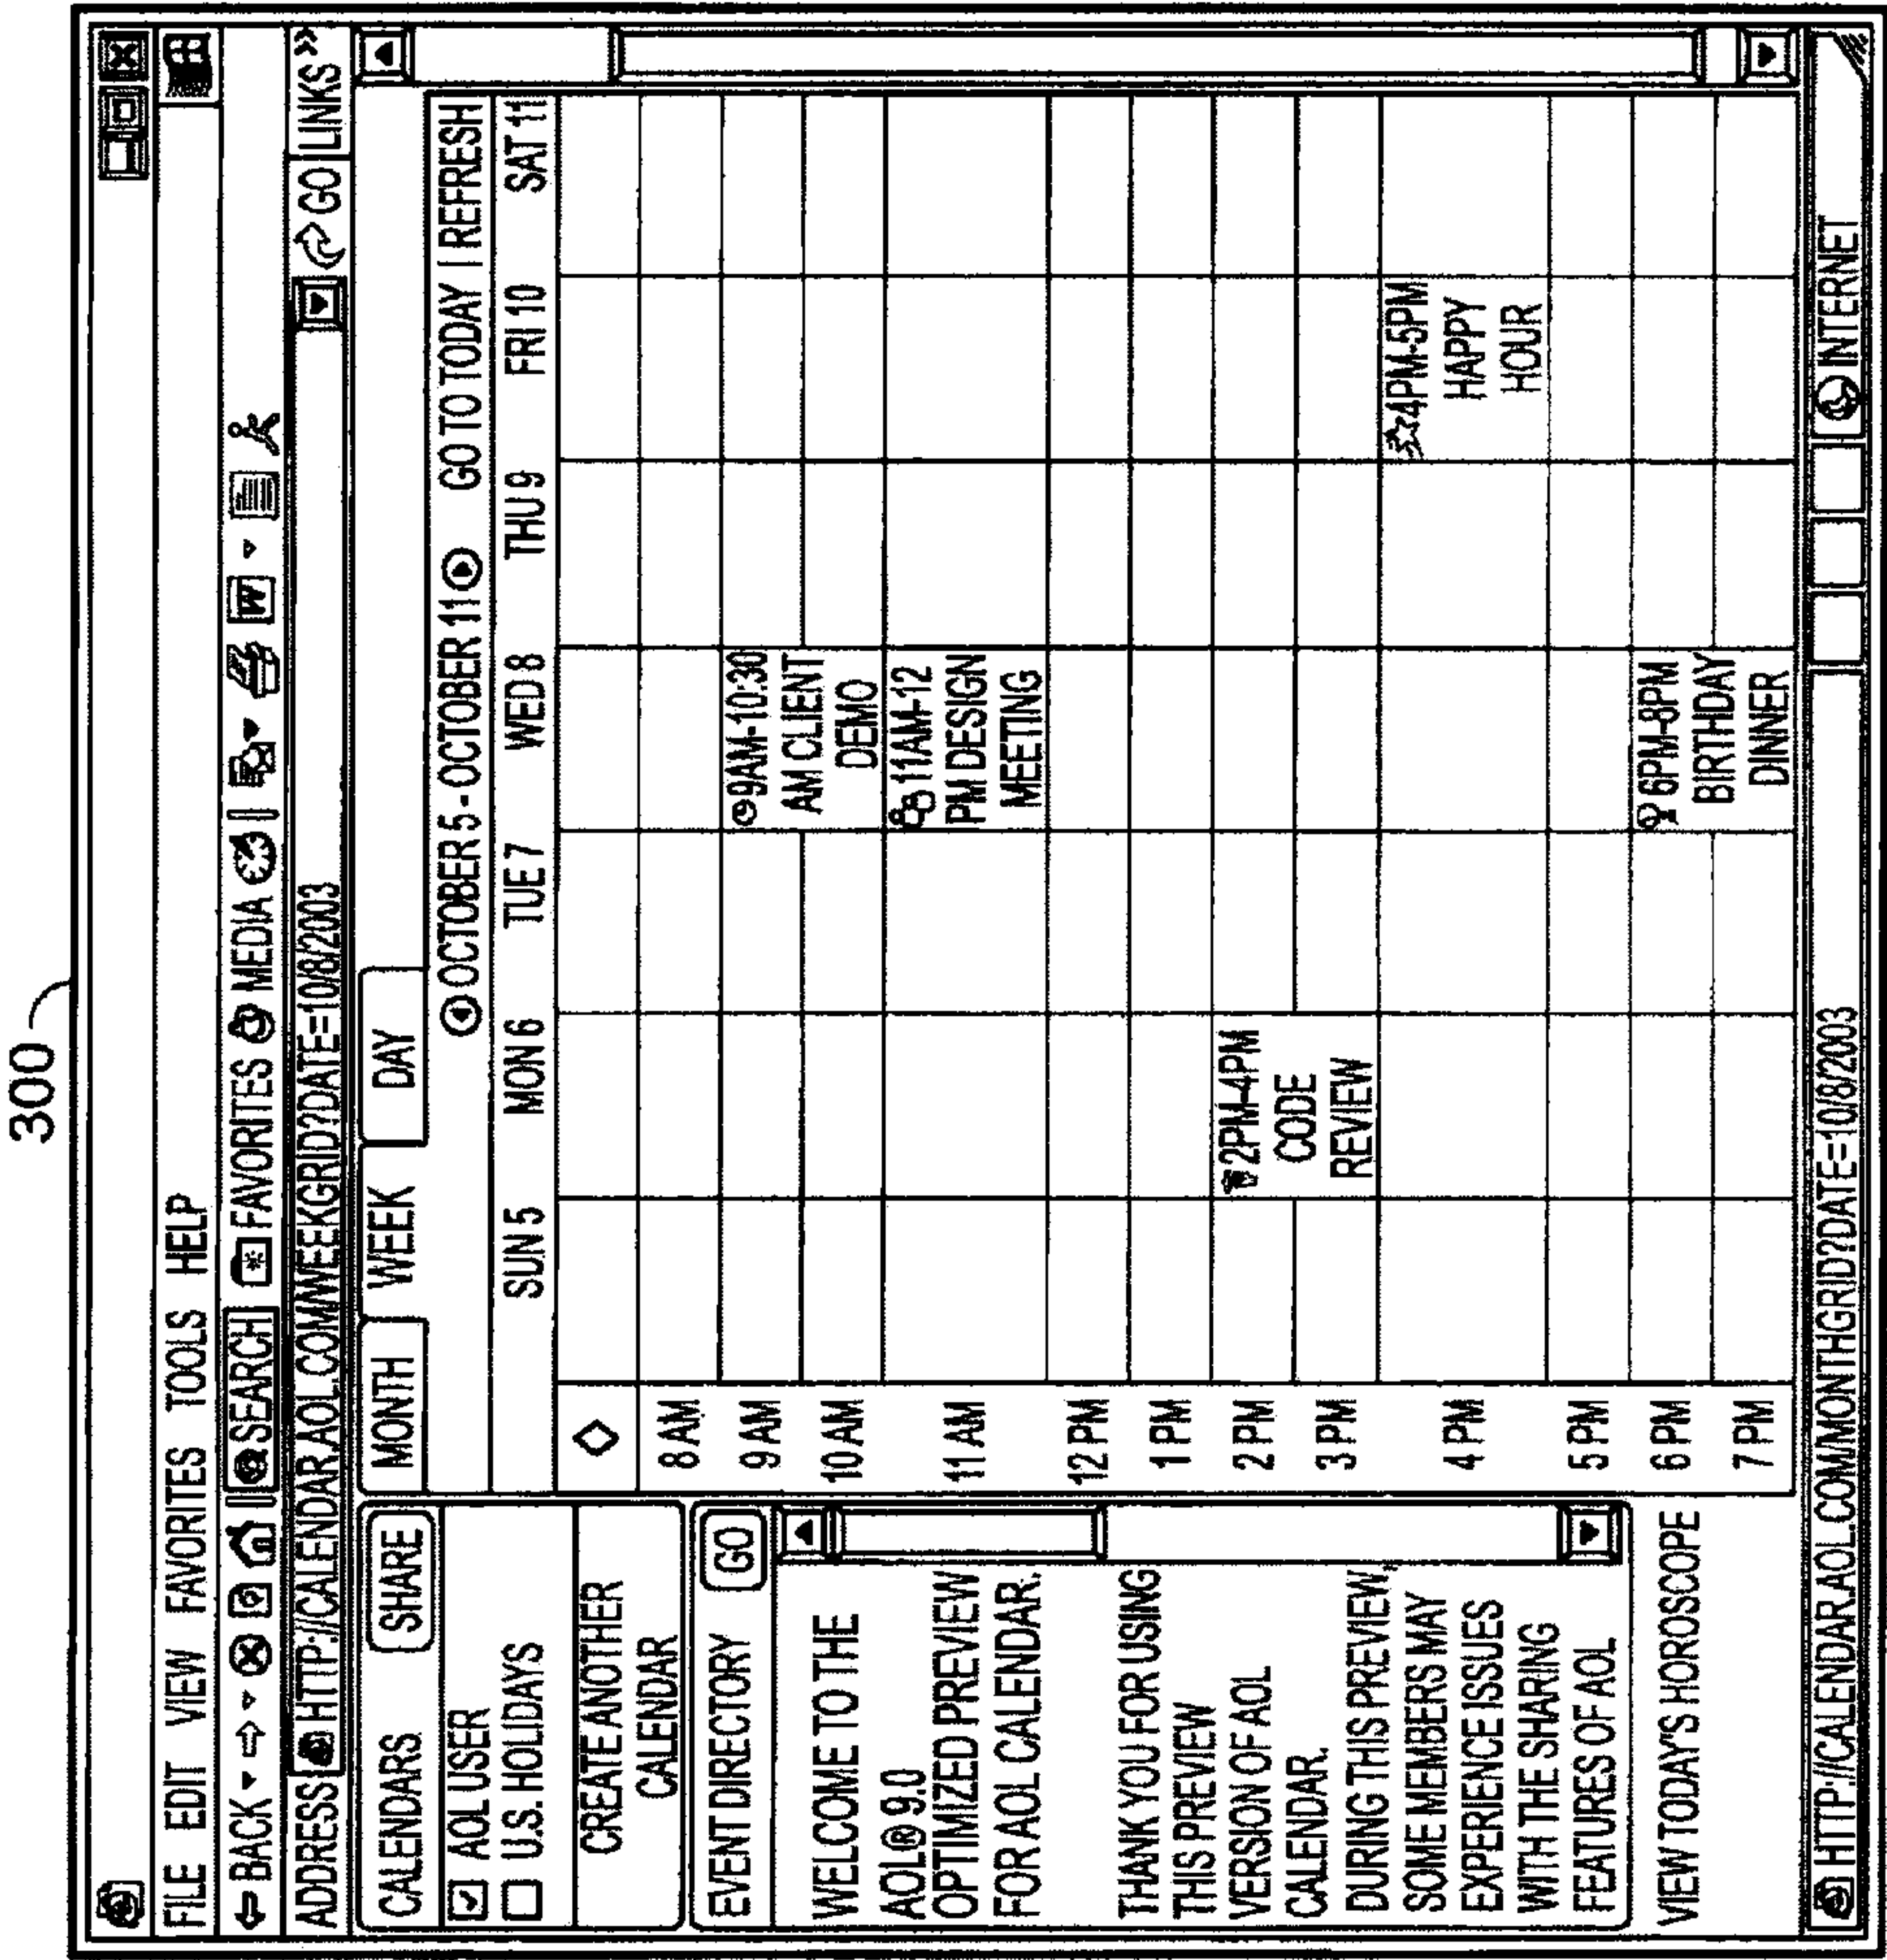 300
FILE EDIT VIEW FAVORITES TOOLS HELP
BACK SEARCH FAVORITES MEDIA W
ADDRESS HTTP://CALENDAR.AOL.COM/WEEKGRID?DATE=10/8/2003 GO LINKS »
CALENDARS SHARE
AOL USER
U.S. HOLIDAYS
CREATE ANOTHER
CALENDAR
EVENT DIRECTORY GO
WELCOME TO THE
AOL® 9.0
OPTIMIZED PREVIEW
FOR AOL CALENDAR.
THANK YOU FOR USING
THIS PREVIEW
VERSION OF AOL
CALENDAR.
DURING THIS PREVIEW,
SOME MEMBERS MAY
EXPERIENCE ISSUES
WITH THE SHARING
FEATURES OF AOL
VIEW TODAY'S HOROSCOPE
MONTH WEEK DAY
OCTOBER 5 - OCTOBER 11 GO TO TODAY | REFRESH
SUN 5 MON 6 TUE 7 WED 8 THU 9 FRI 10 SAT 11
8 AM
9 AM
9AM-10:30
AM CLIENT
DEMO
10 AM
11 AM
11AM-12
PM DESIGN
MEETING
12 PM
1 PM
2 PM
2PM-4PM
CODE
REVIEW
3 PM
4 PM
4PM-5PM
HAPPY
HOUR
5 PM
6 PM
6PM-8PM
BIRTHDAY
DINNER
7 PM
HTTP://CALENDAR.AOL.COM/MONTHGRID?DATE=10/8/2003 INTERNET